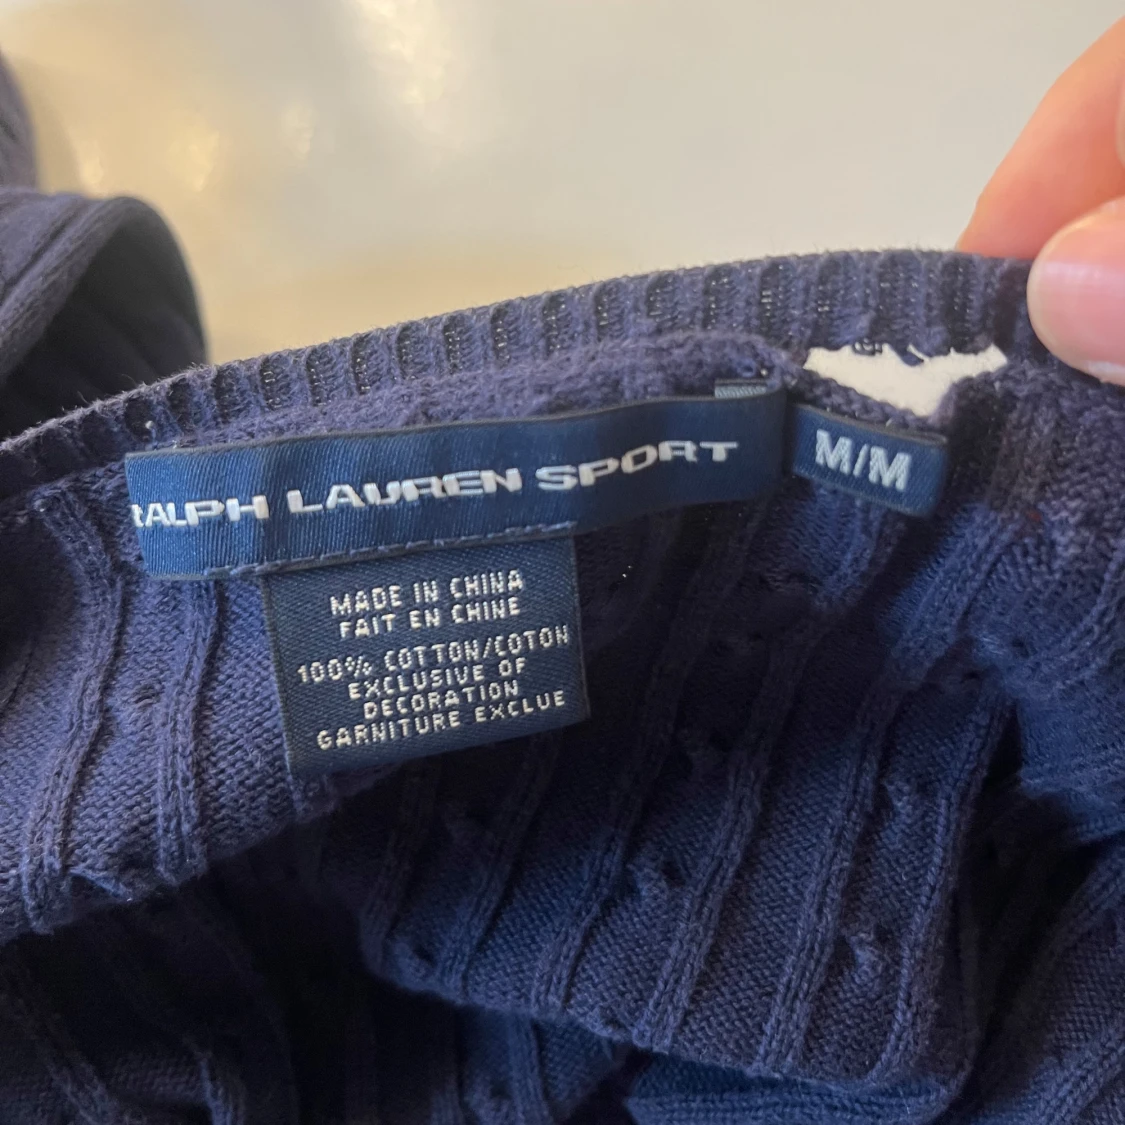 RALPH LAUREN SPORT
M/M
MADE IN CHINA
FAIT EN CHINE
100% COTTON/COTON
EXCLUSIVE OF
DECORATION
GARNITURE EXCLUE